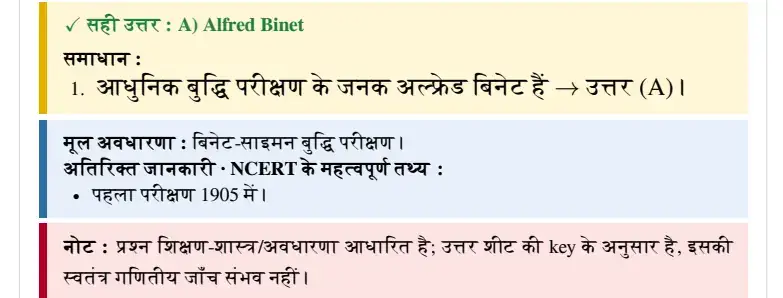 ✓ सही उत्तर : A) Alfred Binet
समाधान :
1. आधुनिक बुद्धि परीक्षण के जनक अल्फ्रेड बिनेट हैं → उत्तर (A)।
मूल अवधारणा : बिनेट-साइमन बुद्धि परीक्षण।
अतिरिक्त जानकारी · NCERT के महत्वपूर्ण तथ्य :
• पहला परीक्षण 1905 में।
नोट : प्रश्न शिक्षण-शास्त्र/अवधारणा आधारित है; उत्तर शीट की key के अनुसार है, इसकी
स्वतंत्र गणितीय जाँच संभव नहीं।